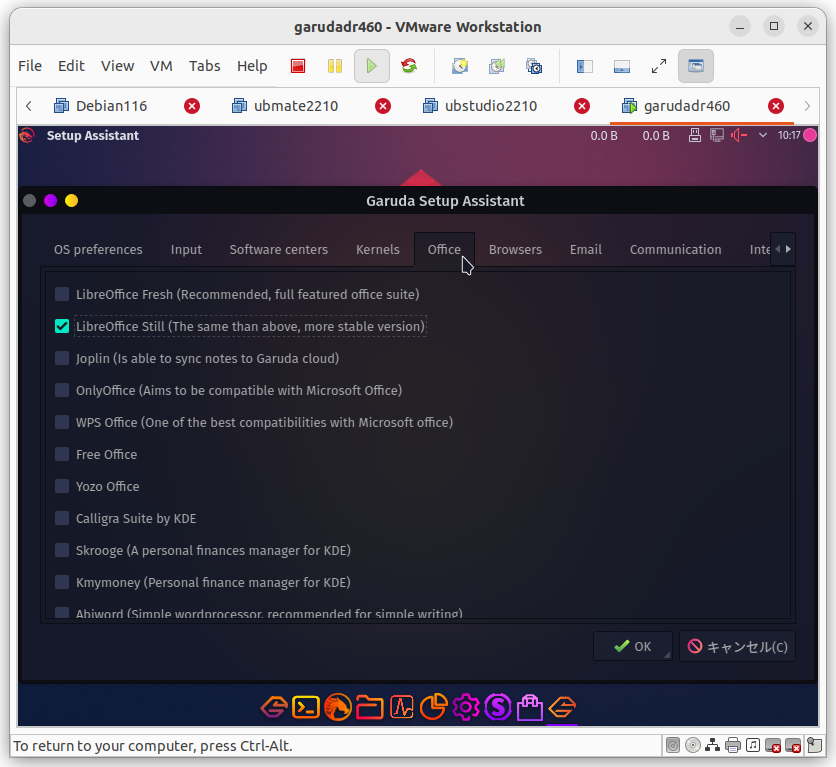 garudadr460 - VMware Workstation
File Edit View VM Tabs Help
Debian116 ubmate2210 ubstudio2210 garudadr460
Setup Assistant 0.0 B 0.0 B 10:17
Garuda Setup Assistant
OS preferences Input Software centers Kernels Office Browsers Email Communication Inte
LibreOffice Fresh (Recommended, full featured office suite)
LibreOffice Still (The same than above, more stable version)
Joplin (Is able to sync notes to Garuda cloud)
OnlyOffice (Aims to be compatible with Microsoft Office)
WPS Office (One of the best compatibilities with Microsoft office)
Free Office
Yozo Office
Calligra Suite by KDE
Skrooge (A personal finances manager for KDE)
Kmymoney (Personal finance manager for KDE)
Abiword (Simple wordprocessor, recommended for simple writing)
OK キャンセル(C)
To return to your computer, press Ctrl-Alt.